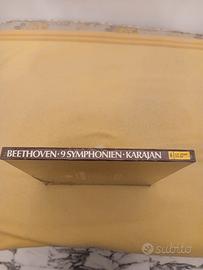 BEETHOVEN · 9 SYMPHONIEN · KARAJAN
subito